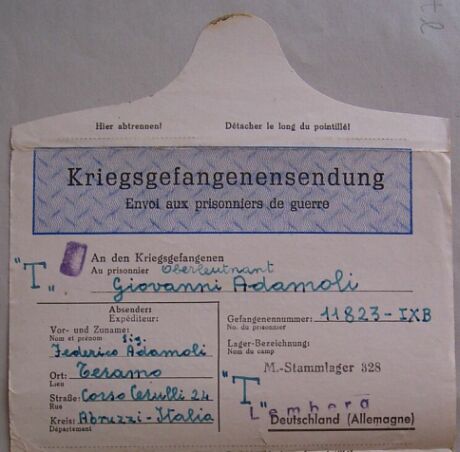 Hier abtrennen! Détacher le long du pointillé!
Kriegsgefangenensendung
Envoi aux prisonniers de guerre
"T"
An den Kriegsgefangenen
Au prisonnier Oberleutnant
Giovanni Adamoli
Absender:
Expéditeur:
Vor- und Zuname: Sig.
Nom et prénom
Federico Adamoli
Ort: Teramo
Lieu
Straße: Corso Cerulli 24
Rue
Kreis: Abruzzi - Italia
Département
Gefangenennummer: 11823 - IXB
No. du prisonnier
Lager-Bezeichnung:
Nom du camp
M.-Stammlager 328
"T"
Lemberg
Deutschland (Allemagne)